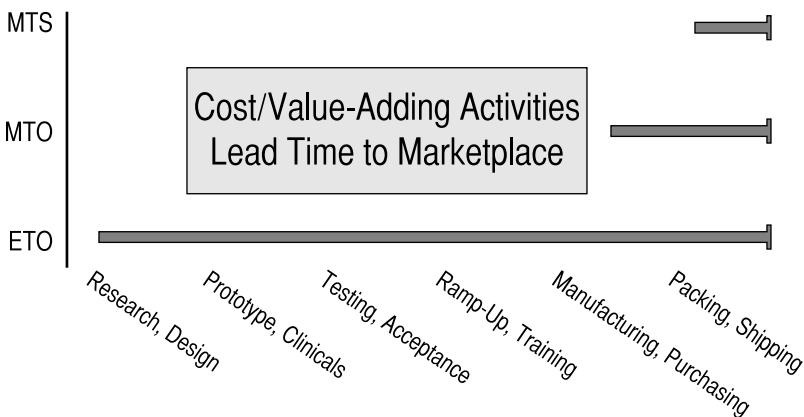 MTS
Cost/Value-Adding Activities
Lead Time to Marketplace
MTO
ETO
Research, Design
Prototype, Clinicals
Testing, Acceptance
Ramp-Up, Training
Manufacturing, Purchasing
Packing, Shipping